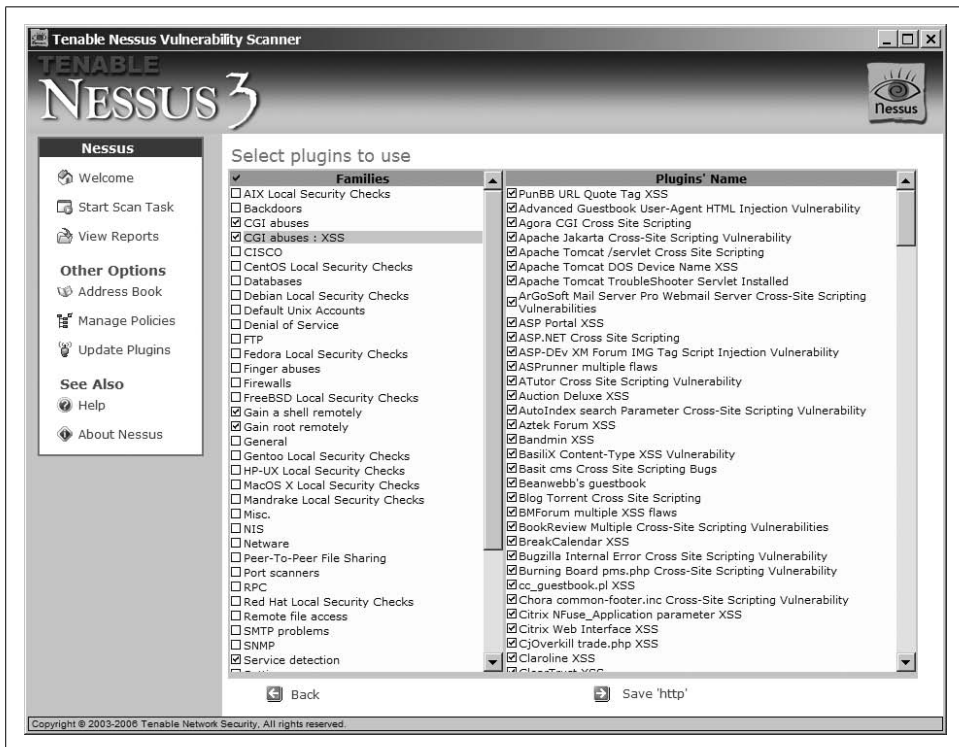 Tenable Nessus Vulnerability Scanner
TENABLE
NESSUS 3
Nessus
Nessus
Welcome
Start Scan Task
View Reports
Other Options
Address Book
Manage Policies
Update Plugins
See Also
Help
About Nessus
Select plugins to use
Families
AIX Local Security Checks
Backdoors
CGI abuses
CGI abuses : XSS
CISCO
CentOS Local Security Checks
Databases
Debian Local Security Checks
Default Unix Accounts
Denial of Service
FTP
Fedora Local Security Checks
Finger abuses
Firewalls
FreeBSD Local Security Checks
Gain a shell remotely
Gain root remotely
General
Gentoo Local Security Checks
HP-UX Local Security Checks
MacOS X Local Security Checks
Mandrake Local Security Checks
Misc.
NIS
Netware
Peer-To-Peer File Sharing
Port scanners
RPC
Red Hat Local Security Checks
Remote file access
SMTP problems
SNMP
Service detection
Plugins' Name
PunBB URL Quote Tag XSS
Advanced Guestbook User-Agent HTML Injection Vulnerability
Agora CGI Cross Site Scripting
Apache Jakarta Cross-Site Scripting Vulnerability
Apache Tomcat /servlet Cross Site Scripting
Apache Tomcat DOS Device Name XSS
Apache Tomcat TroubleShooter Servlet Installed
ArGoSoft Mail Server Pro Webmail Server Cross-Site Scripting
Vulnerabilities
ASP Portal XSS
ASP.NET Cross Site Scripting
ASP-DEv XM Forum IMG Tag Script Injection Vulnerability
ASPrunner multiple flaws
ATutor Cross Site Scripting Vulnerability
Auction Deluxe XSS
AutoIndex search Parameter Cross-Site Scripting Vulnerability
Aztek Forum XSS
Bandmin XSS
BasiliX Content-Type XSS Vulnerability
Basit cms Cross Site Scripting Bugs
Beanwebb's guestbook
Blog Torrent Cross Site Scripting
BMForum multiple XSS flaws
BookReview Multiple Cross-Site Scripting Vulnerabilities
BreakCalendar XSS
Bugzilla Internal Error Cross Site Scripting Vulnerability
Burning Board pms.php Cross-Site Scripting Vulnerability
cc_guestbook.pl XSS
Chora common-footer.inc Cross-Site Scripting Vulnerability
Citrix NFuse_Application parameter XSS
Citrix Web Interface XSS
CjOverkill trade.php XSS
Claroline XSS
Back
Save 'http'
Copyright © 2003-2006 Tenable Network Security, All rights reserved.